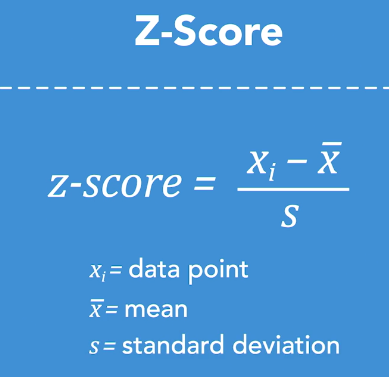 Z-Score
z-score = (xᵢ − x̄) / s
xᵢ = data point
x̄ = mean
s = standard deviation